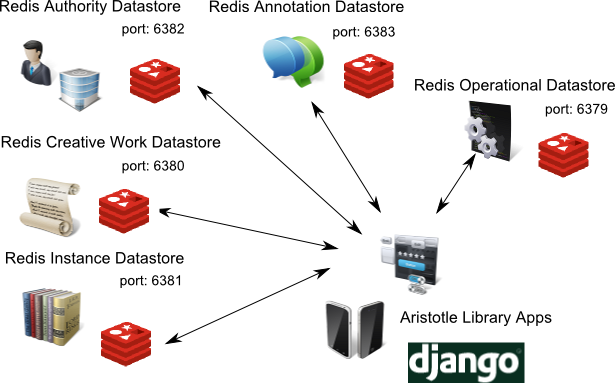 Redis Authority Datastore
port: 6382
Redis Annotation Datastore
port: 6383
Redis Operational Datastore
port: 6379
Redis Creative Work Datastore
port: 6380
Redis Instance Datastore
port: 6381
Aristotle Library Apps
django